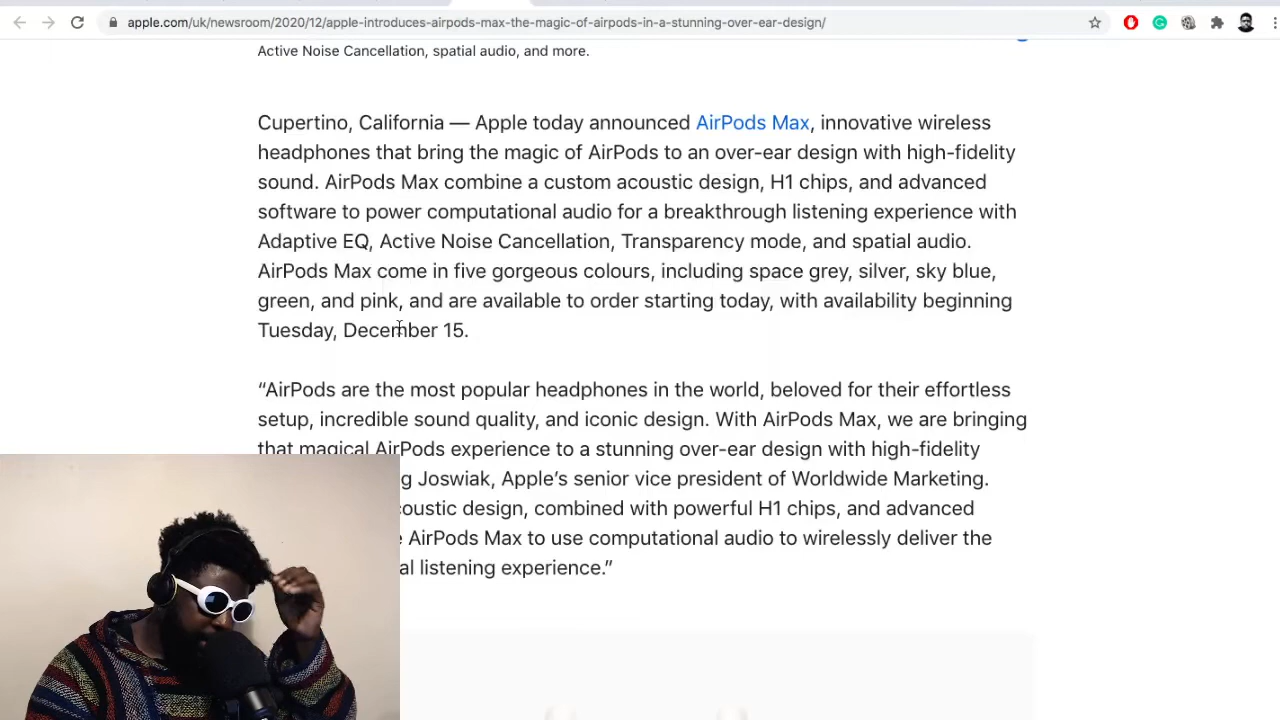 apple.com/uk/newsroom/2020/12/apple-introduces-airpods-max-the-magic-of-airpods-in-a-stunning-over-ear-design/
Active Noise Cancellation, spatial audio, and more.
Cupertino, California — Apple today announced AirPods Max, innovative wireless
headphones that bring the magic of AirPods to an over-ear design with high-fidelity
sound. AirPods Max combine a custom acoustic design, H1 chips, and advanced
software to power computational audio for a breakthrough listening experience with
Adaptive EQ, Active Noise Cancellation, Transparency mode, and spatial audio.
AirPods Max come in five gorgeous colours, including space grey, silver, sky blue,
green, and pink, and are available to order starting today, with availability beginning
Tuesday, December 15.
“AirPods are the most popular headphones in the world, beloved for their effortless
setup, incredible sound quality, and iconic design. With AirPods Max, we are bringing
that magical AirPods experience to a stunning over-ear design with high-fidelity
Joswiak, Apple’s senior vice president of Worldwide Marketing.
design, combined with powerful H1 chips, and advanced
AirPods Max to use computational audio to wirelessly deliver the
listening experience.”